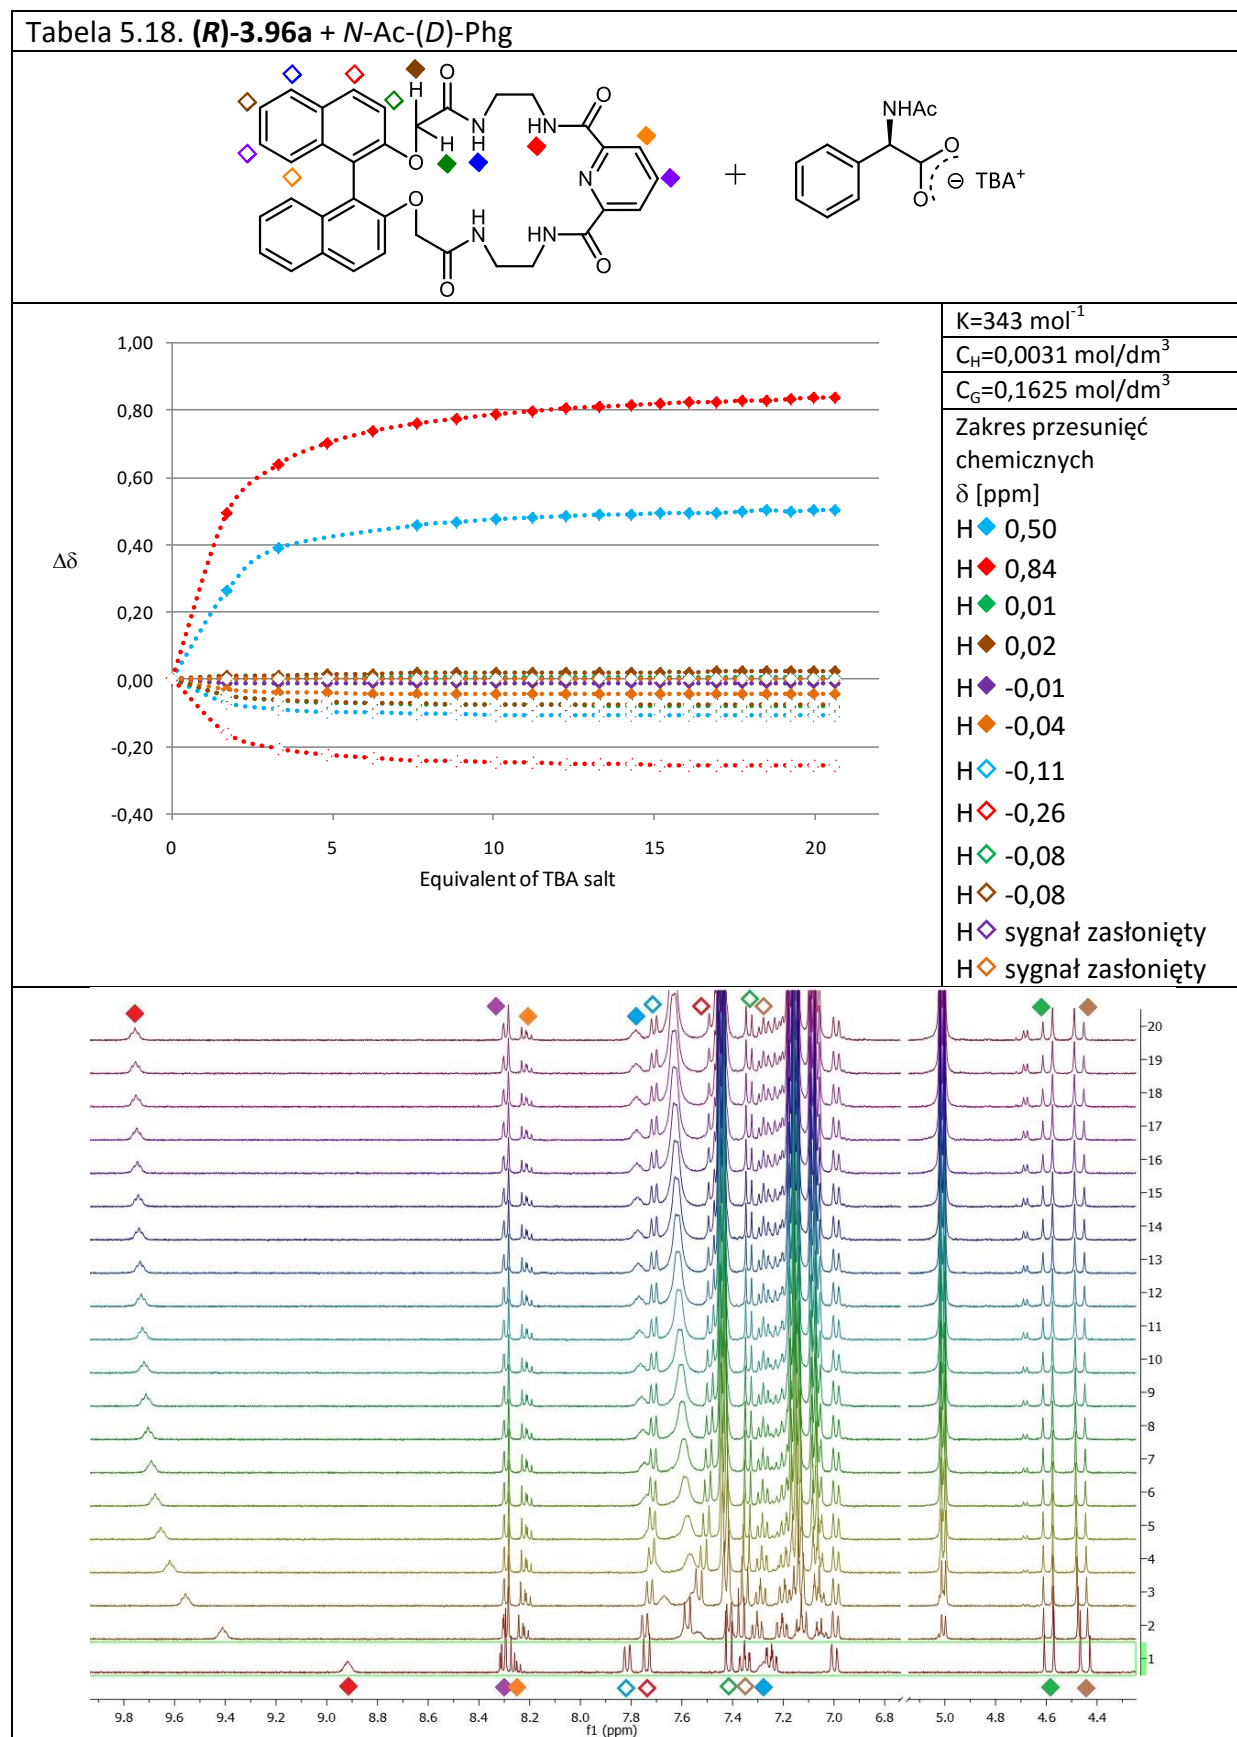 Tabela 5.18. (R)-3.96a + N-Ac-(D)-Phg
H O O
N H N H
H O
N
O
O
H N H N
O O
+
NHAc
O
O ⊖ TBA+
K=343 mol-1
CH=0,0031 mol/dm3
CG=0,1625 mol/dm3
Zakres przesunięć
chemicznych
δ [ppm]
H 0,50
H 0,84
H 0,01
H 0,02
H -0,01
H -0,04
H -0,11
H -0,26
H -0,08
H -0,08
H sygnał zasłonięty
H sygnał zasłonięty
1,00
0,80
0,60
0,40
Δδ
0,20
0,00
-0,20
-0,40
0 5 10 15 20
Equivalent of TBA salt
20
19
18
17
16
15
14
13
12
11
10
9
8
7
6
5
4
3
2
1
9.8 9.6 9.4 9.2 9.0 8.8 8.6 8.4 8.2 8.0 7.8 7.6 7.4 7.2 7.0 6.8 5.0 4.8 4.6 4.4
f1 (ppm)